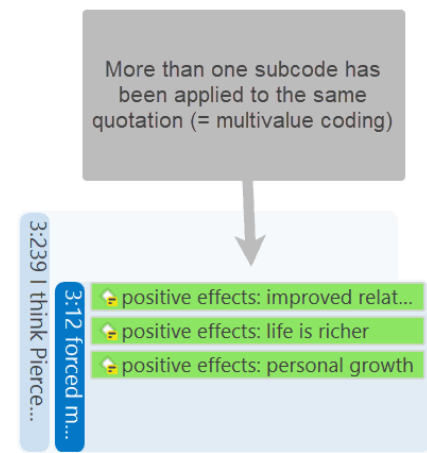 More than one subcode has
been applied to the same
quotation (= multivalue coding)
3:239 I think Pierce...
3:12 forced m...
positive effects: improved relat...
positive effects: life is richer
positive effects: personal growth